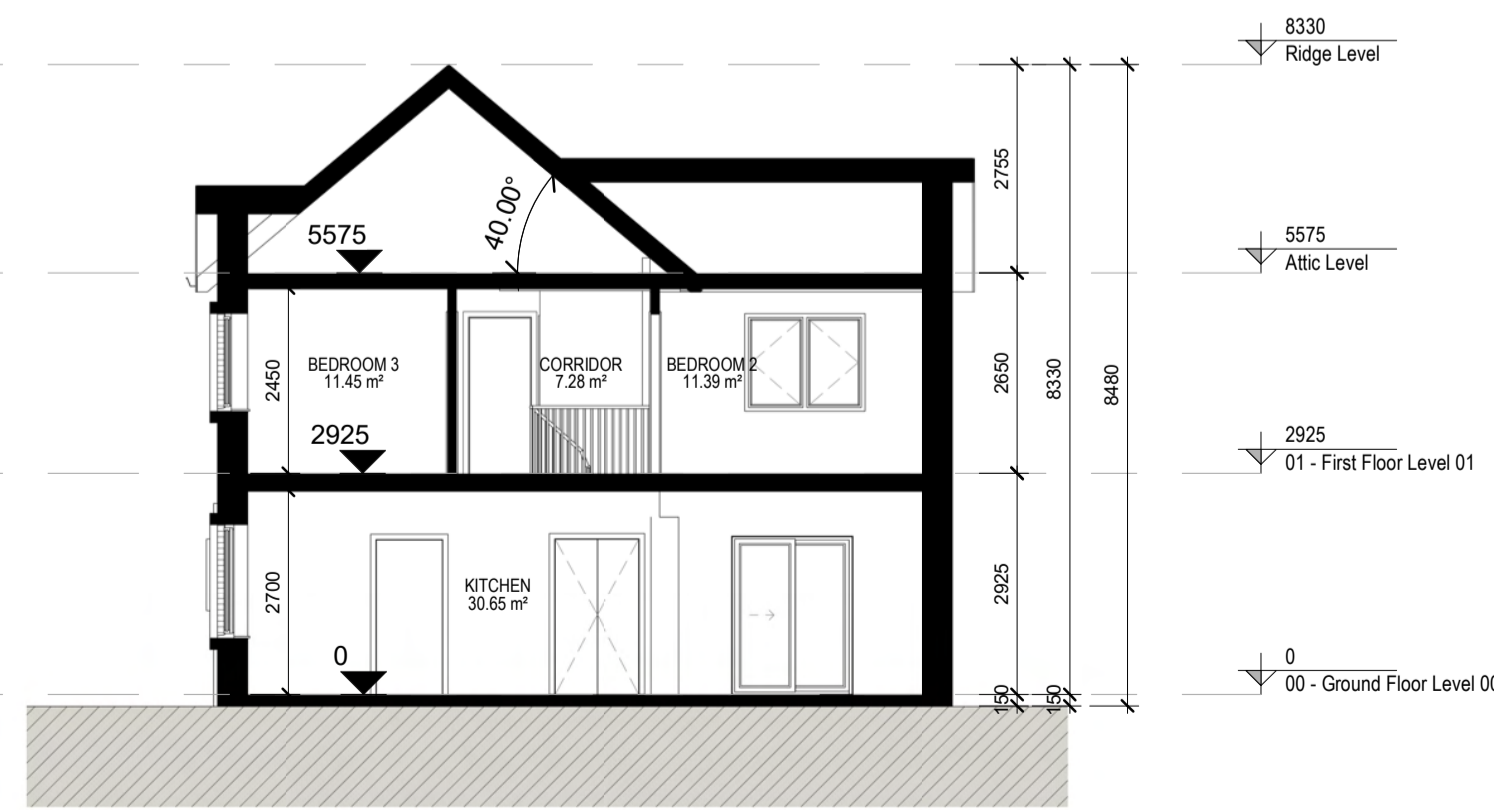 8330
Ridge Level
2755
40.00°
5575
5575
Attic Level
2450
BEDROOM 3
11.45 m²
CORRIDOR
7.28 m²
BEDROOM 2
11.39 m²
2650
8330
8480
2925
2925
01 - First Floor Level 01
2700
KITCHEN
30.65 m²
2925
0
0
00 - Ground Floor Level 00
150
150